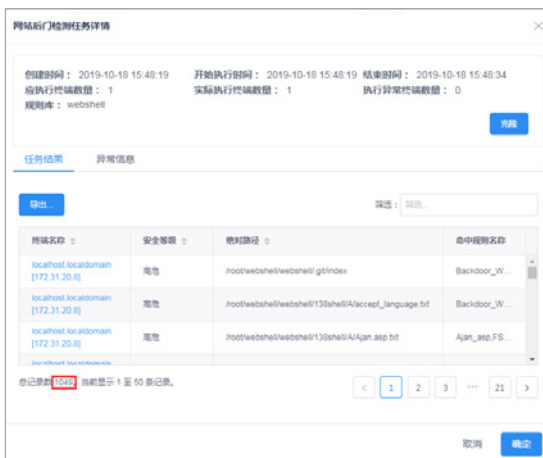 网站后门检测任务详情
创建时间： 2019-10-18 15:48:19 开始执行时间： 2019-10-18 15:48:19 结束时间： 2019-10-18 15:48:34
应执行终端数量： 1 实际执行终端数量： 1 执行异常终端数量： 0
规则库： webshell
克隆
任务结果 异常信息
导出... 筛选： 筛选...
终端名称 安全等级 绝对路径 命中规则名称
localhost.localdomain
[172.31.20.8] 高危 /root/webshell/webshell/.git/index Backdoor_W...
localhost.localdomain
[172.31.20.8] 高危 /root/webshell/webshell/138shell/A/accept_language.txt Backdoor_W...
localhost.localdomain
[172.31.20.8] 高危 /root/webshell/webshell/138shell/A/Ajan.asp.txt Ajan_asp,FS...
localhost.localdomain
总记录数 1049，当前显示 1 至 50 条记录。 < 1 2 3 ... 21 >
取消 确定